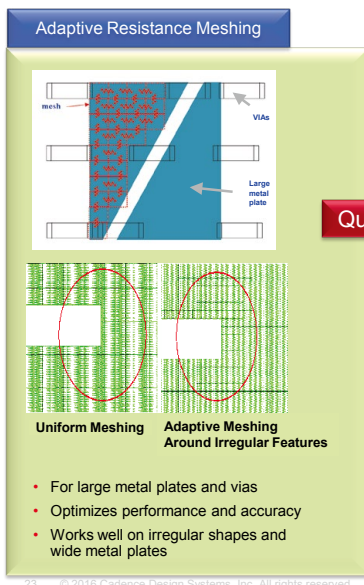 Adaptive Resistance Meshing
mesh
VIAs
Large
metal
plate
Qu
Uniform Meshing
Adaptive Meshing
Around Irregular Features
• For large metal plates and vias
• Optimizes performance and accuracy
• Works well on irregular shapes and
wide metal plates
23 © 2016 Cadence Design Systems, Inc. All rights reserved.